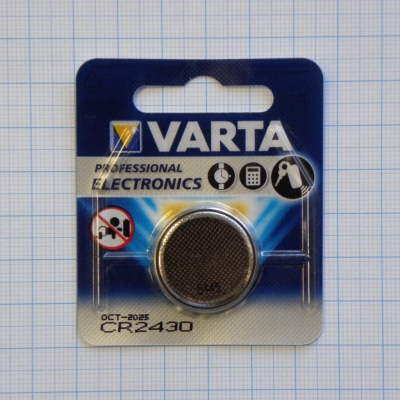 VARTA
PROFESSIONAL
ELECTRONICS
OCT-2025
CR2430